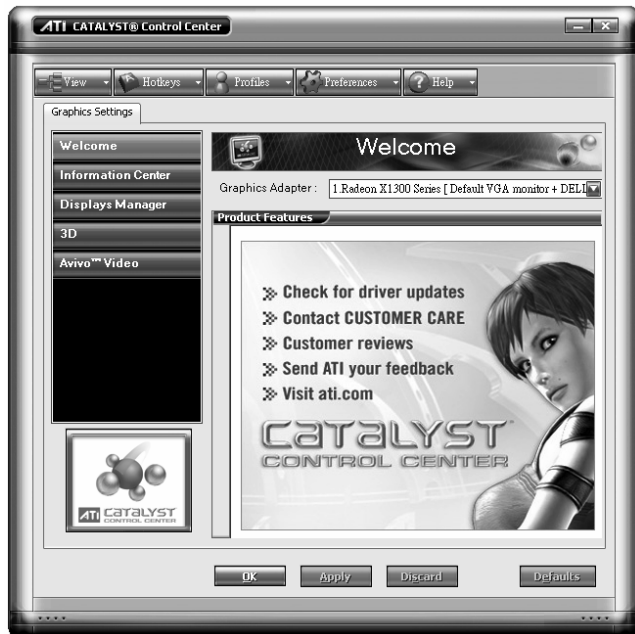 ATI CATALYST® Control Center
View Hotkeys Profiles Preferences Help
Graphics Settings
Welcome
Information Center
Displays Manager
3D
Avivo™ Video
Welcome
Graphics Adapter : 1.Radeon X1300 Series [ Default VGA monitor + DELL
Product Features
Check for driver updates
Contact CUSTOMER CARE
Customer reviews
Send ATI your feedback
Visit ati.com
CATALYST™
CONTROL CENTER
ATI CATALYST
CONTROL CENTER
OK Apply Discard Defaults